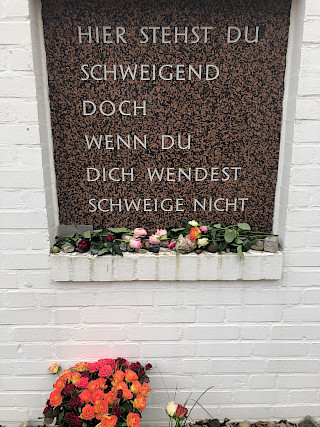 HIER STEHST DU
SCHWEIGEND
DOCH
WENN DU
DICH WENDEST
SCHWEIGE NICHT